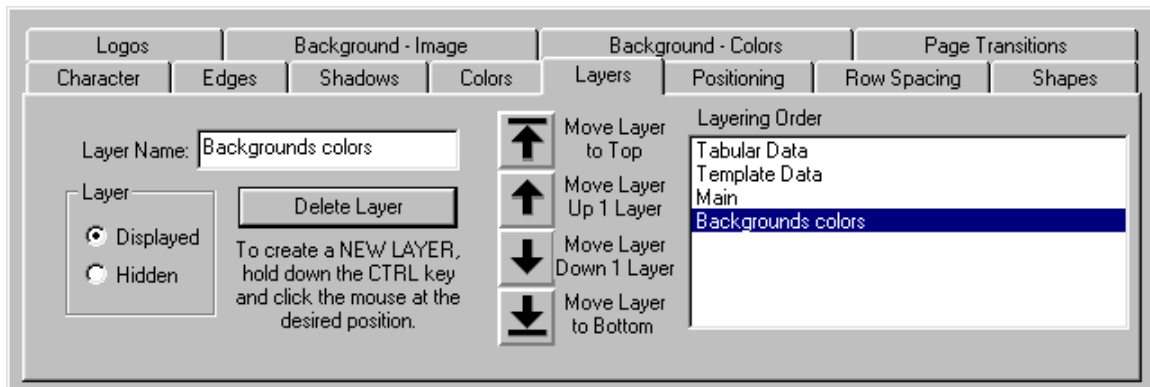 Logos
Background - Image
Background - Colors
Page Transitions
Character
Edges
Shadows
Colors
Layers
Positioning
Row Spacing
Shapes
Layer Name:
Backgrounds colors
Layer
Displayed
Hidden
Delete Layer
To create a NEW LAYER,
hold down the CTRL key
and click the mouse at the
desired position.
Move Layer
to Top
Move Layer
Up 1 Layer
Move Layer
Down 1 Layer
Move Layer
to Bottom
Layering Order
Tabular Data
Template Data
Main
Backgrounds colors